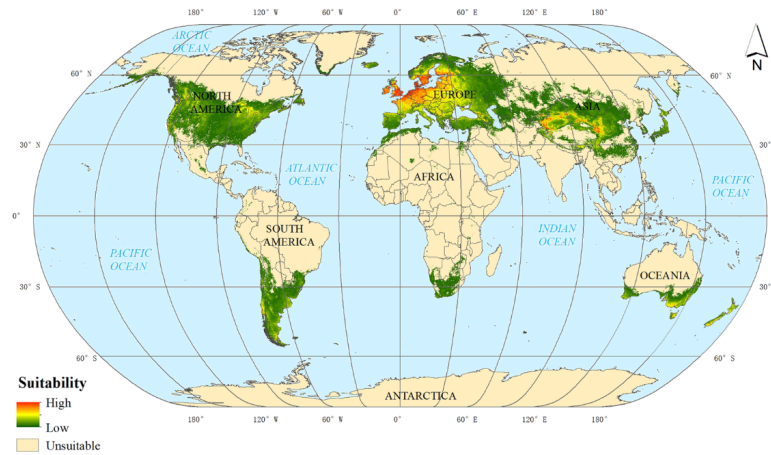 180° 120° W 60° W 0° 60° E 120° E 180°
ARCTIC
OCEAN
N
60° N 60° N
NORTH
AMERICA
EUROPE
ASIA
30° N 30° N
ATLANTIC
OCEAN
AFRICA
PACIFIC
OCEAN
0° 0°
SOUTH
AMERICA
INDIAN
OCEAN
PACIFIC
OCEAN
OCEANIA
30° S 30° S
60° S 60° S
Suitability
High
Low
Unsuitable
ANTARCTICA
180° 120° W 60° W 0° 60° E 120° E 180°